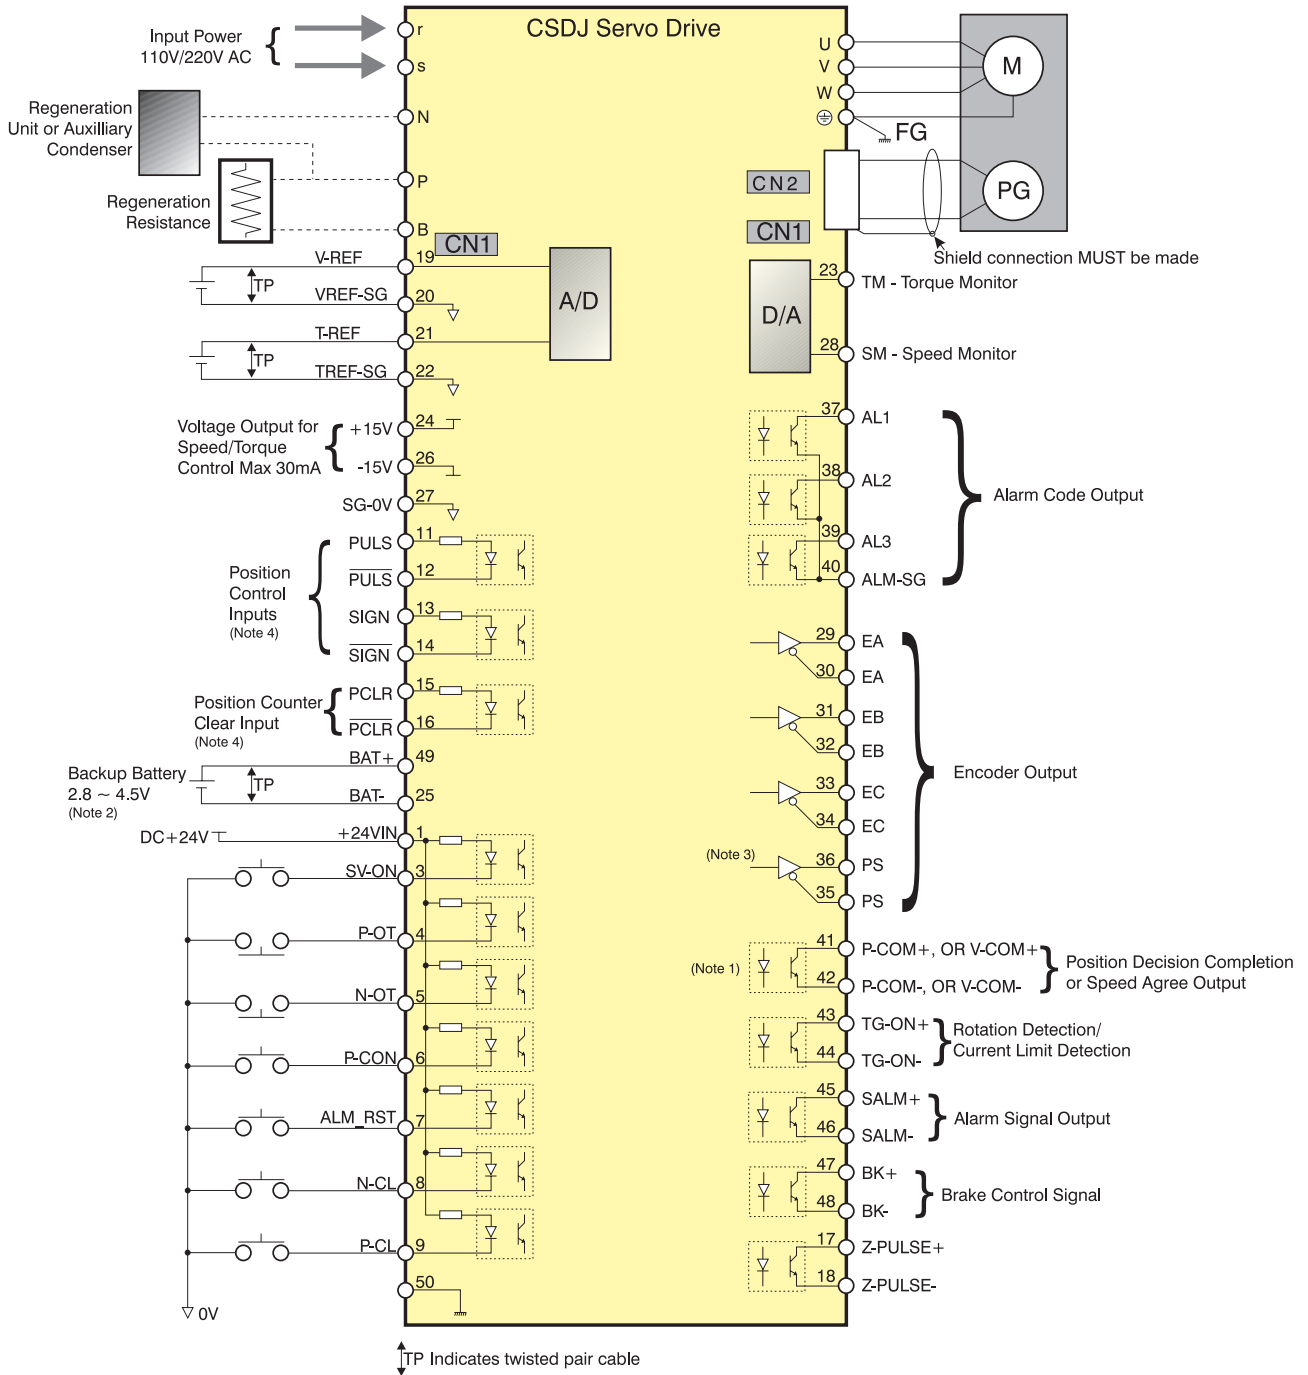 CSDJ Servo Drive
Input Power
110V/220V AC
r
s
Regeneration
Unit or Auxilliary
Condenser
N
P
Regeneration
Resistance
B
CN1
V-REF
19
TP
VREF-SG
20
A/D
T-REF
21
TP
TREF-SG
22
Voltage Output for
Speed/Torque
Control Max 30mA
+15V
24
-15V
26
SG-0V
27
Position
Control
Inputs
(Note 4)
PULS
11
PULS
12
SIGN
13
SIGN
14
Position Counter
Clear Input
(Note 4)
PCLR
15
PCLR
16
Backup Battery
2.8 ~ 4.5V
(Note 2)
BAT+
49
TP
BAT-
25
DC+24V
+24VIN
1
SV-ON
3
P-OT
4
N-OT
5
P-CON
6
ALM_RST
7
N-CL
8
P-CL
9
50
0V
U
V
W
M
FG
CN2
PG
CN1
Shield connection MUST be made
D/A
23
TM - Torque Monitor
28
SM - Speed Monitor
37
AL1
38
AL2
39
AL3
40
ALM-SG
Alarm Code Output
29
EA
30
EA
31
EB
32
EB
33
EC
34
EC
(Note 3)
36
PS
35
PS
Encoder Output
(Note 1)
41
P-COM+, OR V-COM+
42
P-COM-, OR V-COM-
Position Decision Completion
or Speed Agree Output
43
TG-ON+
44
TG-ON-
Rotation Detection/
Current Limit Detection
45
SALM+
46
SALM-
Alarm Signal Output
47
BK+
48
BK-
Brake Control Signal
17
Z-PULSE+
18
Z-PULSE-
TP Indicates twisted pair cable